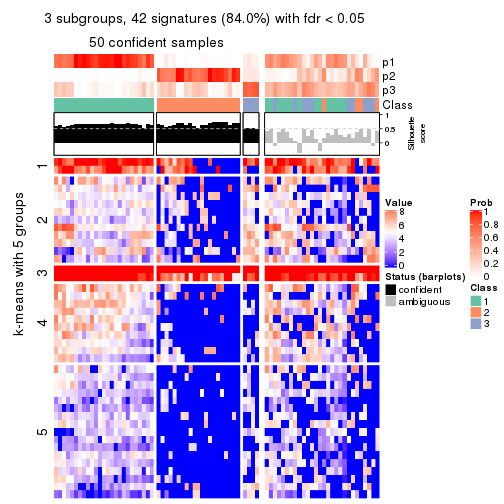 3 subgroups, 42 signatures (84.0%) with fdr < 0.05
50 confident samples
p1
p2
p3
Class
1
0.5
0
Silhouette
score
k-means with 5 groups
1
2
3
4
5
Value
8
6
4
2
0
Status (barplots)
confident
ambiguous
Prob
1
0.8
0.6
0.4
0.2
0
Class
1
2
3